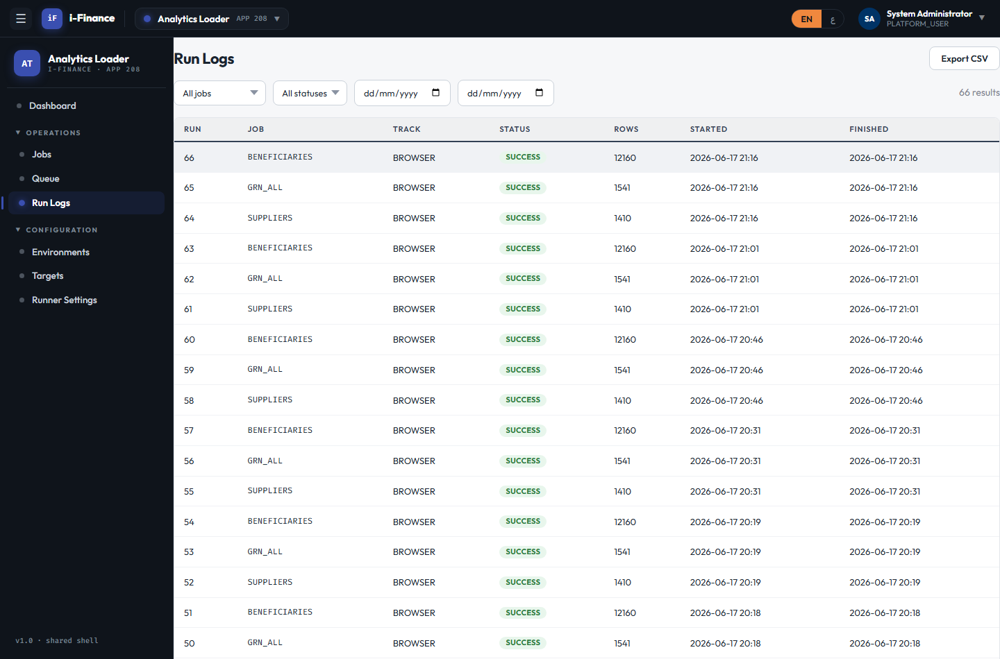 ☰ iF i-Finance Analytics Loader APP 208 ▼ EN ع SA System Administrator ▼
PLATFORM_USER
AT Analytics Loader
I-FINANCE · APP 208
Dashboard
▼ OPERATIONS
Jobs
Queue
Run Logs
▼ CONFIGURATION
Environments
Targets
Runner Settings
v1.0 · shared shell
Run Logs Export CSV
All jobs All statuses dd/mm/yyyy dd/mm/yyyy 66 results
RUN JOB TRACK STATUS ROWS STARTED FINISHED
66 BENEFICIARIES BROWSER SUCCESS 12160 2026-06-17 21:16 2026-06-17 21:16
65 GRN_ALL BROWSER SUCCESS 1541 2026-06-17 21:16 2026-06-17 21:16
64 SUPPLIERS BROWSER SUCCESS 1410 2026-06-17 21:16 2026-06-17 21:16
63 BENEFICIARIES BROWSER SUCCESS 12160 2026-06-17 21:01 2026-06-17 21:01
62 GRN_ALL BROWSER SUCCESS 1541 2026-06-17 21:01 2026-06-17 21:01
61 SUPPLIERS BROWSER SUCCESS 1410 2026-06-17 21:01 2026-06-17 21:01
60 BENEFICIARIES BROWSER SUCCESS 12160 2026-06-17 20:46 2026-06-17 20:46
59 GRN_ALL BROWSER SUCCESS 1541 2026-06-17 20:46 2026-06-17 20:46
58 SUPPLIERS BROWSER SUCCESS 1410 2026-06-17 20:46 2026-06-17 20:46
57 BENEFICIARIES BROWSER SUCCESS 12160 2026-06-17 20:31 2026-06-17 20:31
56 GRN_ALL BROWSER SUCCESS 1541 2026-06-17 20:31 2026-06-17 20:31
55 SUPPLIERS BROWSER SUCCESS 1410 2026-06-17 20:31 2026-06-17 20:31
54 BENEFICIARIES BROWSER SUCCESS 12160 2026-06-17 20:19 2026-06-17 20:19
53 GRN_ALL BROWSER SUCCESS 1541 2026-06-17 20:19 2026-06-17 20:19
52 SUPPLIERS BROWSER SUCCESS 1410 2026-06-17 20:19 2026-06-17 20:19
51 BENEFICIARIES BROWSER SUCCESS 12160 2026-06-17 20:18 2026-06-17 20:18
50 GRN_ALL BROWSER SUCCESS 1541 2026-06-17 20:18 2026-06-17 20:18